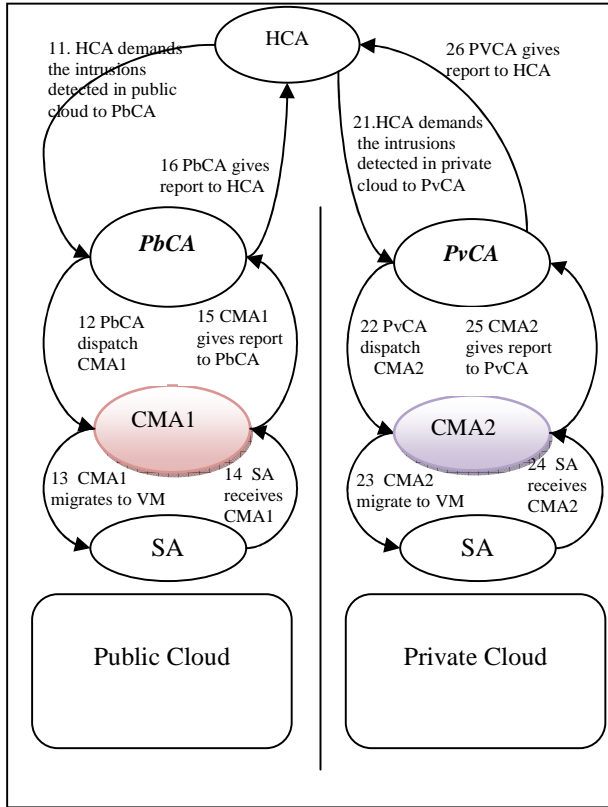 HCA
11. HCA demands
the intrusions
detected in public
cloud to PbCA
26 PVCA gives
report to HCA
21.HCA demands
the intrusions
detected in private
cloud to PvCA
16 PbCA gives
report to HCA
PbCA
PvCA
12 PbCA
dispatch
CMA1
15 CMA1
gives report
to PbCA
22 PvCA
dispatch
CMA2
25 CMA2
gives report
to PvCA
CMA1
CMA2
13 CMA1
migrates to VM
14 SA
receives
CMA1
23 CMA2
migrate to VM
24 SA
receives
CMA2
SA
SA
Public Cloud
Private Cloud